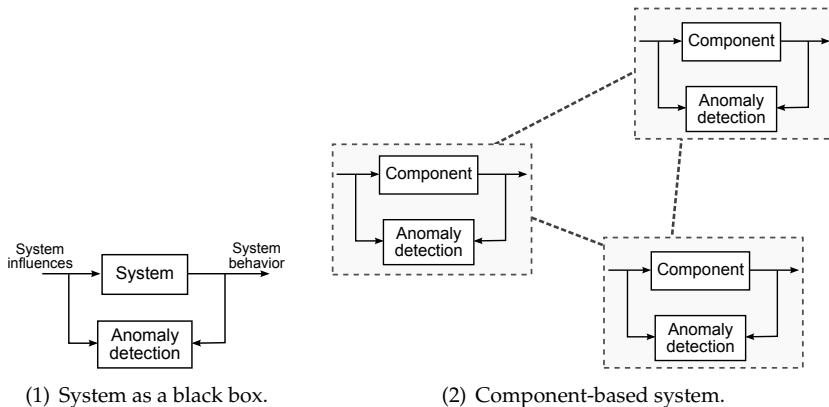 Component
Anomaly
detection
Component
Anomaly
detection
System
influences
System
System
behavior
Anomaly
detection
Component
Anomaly
detection
(1) System as a black box.
(2) Component-based system.